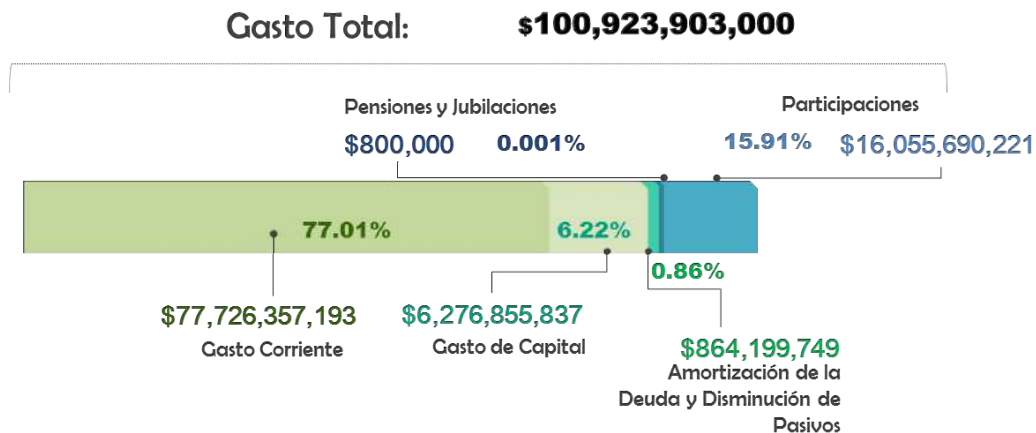 Gasto Total: $100,923,903,000
Pensiones y Jubilaciones
$800,000 0.001%
Participaciones
15.91% $16,055,690,221
77.01%
6.22%
0.86%
$77,726,357,193
Gasto Corriente
$6,276,855,837
Gasto de Capital
$864,199,749
Amortización de la
Deuda y Disminución de
Pasivos